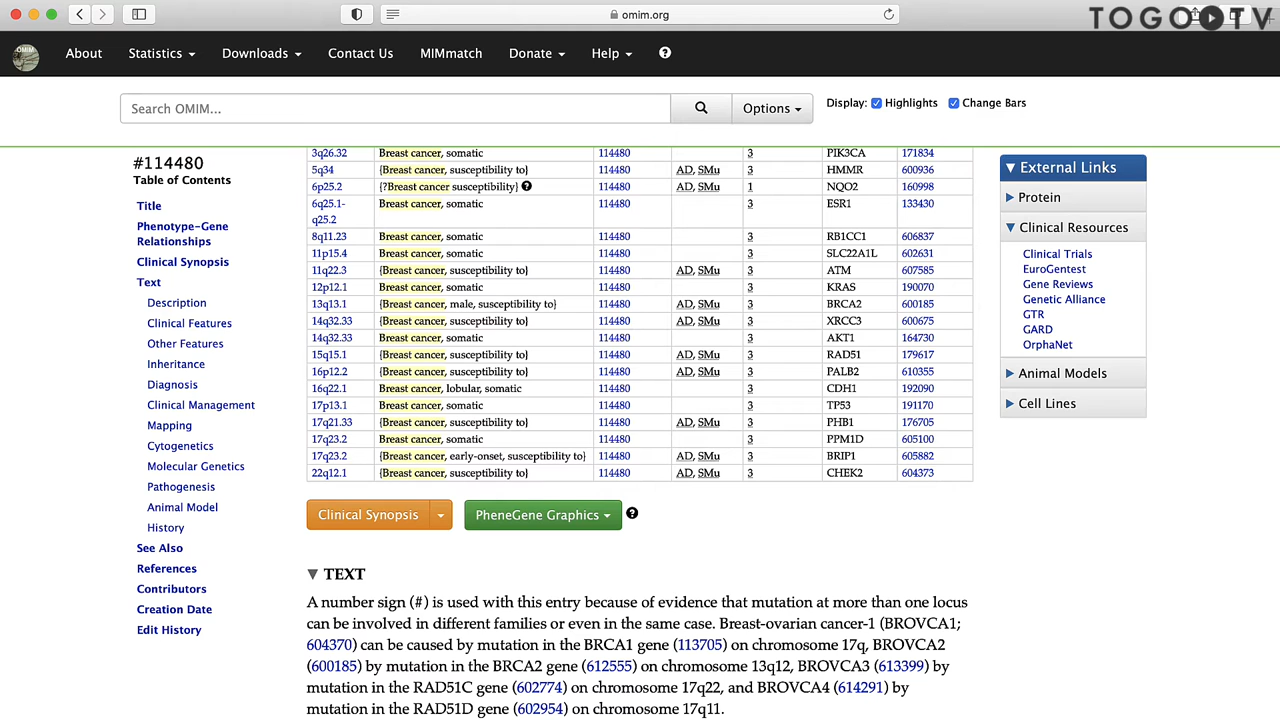 omim.org
TOGO TV
OMIM
About
Statistics
Downloads
Contact Us
MIMmatch
Donate
Help
Search OMIM...
Options
Display:
Highlights
Change Bars
#114480
Table of Contents
Title
Phenotype-Gene
Relationships
Clinical Synopsis
Text
Description
Clinical Features
Other Features
Inheritance
Diagnosis
Clinical Management
Mapping
Cytogenetics
Molecular Genetics
Pathogenesis
Animal Model
History
See Also
References
Contributors
Creation Date
Edit History
3q26.32 Breast cancer, somatic 114480 3 PIK3CA 171834
5q34 {Breast cancer, susceptibility to} 114480 AD, SMu 3 HMMR 600936
6p25.2 {?Breast cancer susceptibility} 114480 AD, SMu 1 NQO2 160998
6q25.1- Breast cancer, somatic 114480 3 ESR1 133430
q25.2
8q11.23 Breast cancer, somatic 114480 3 RB1CC1 606837
11p15.4 Breast cancer, somatic 114480 3 SLC22A1L 602631
11q22.3 {Breast cancer, susceptibility to} 114480 AD, SMu 3 ATM 607585
12p12.1 Breast cancer, somatic 114480 3 KRAS 190070
13q13.1 {Breast cancer, male, susceptibility to} 114480 AD, SMu 3 BRCA2 600185
14q32.33 {Breast cancer, susceptibility to} 114480 AD, SMu 3 XRCC3 600675
14q32.33 Breast cancer, somatic 114480 3 AKT1 164730
15q15.1 {Breast cancer, susceptibility to} 114480 AD, SMu 3 RAD51 179617
16p12.2 {Breast cancer, susceptibility to} 114480 AD, SMu 3 PALB2 610355
16q22.1 Breast cancer, lobular, somatic 114480 3 CDH1 192090
17p13.1 Breast cancer, somatic 114480 3 TP53 191170
17q21.33 {Breast cancer, susceptibility to} 114480 AD, SMu 3 PHB1 176705
17q23.2 Breast cancer, somatic 114480 3 PPM1D 605100
17q23.2 {Breast cancer, early-onset, susceptibility to} 114480 AD, SMu 3 BRIP1 605882
22q12.1 {Breast cancer, susceptibility to} 114480 AD, SMu 3 CHEK2 604373
Clinical Synopsis
PheneGene Graphics
TEXT
A number sign (#) is used with this entry because of evidence that mutation at more than one locus
can be involved in different families or even in the same case. Breast-ovarian cancer-1 (BROVCA1;
604370) can be caused by mutation in the BRCA1 gene (113705) on chromosome 17q, BROVCA2
(600185) by mutation in the BRCA2 gene (612555) on chromosome 13q12, BROVCA3 (613399) by
mutation in the RAD51C gene (602774) on chromosome 17q22, and BROVCA4 (614291) by
mutation in the RAD51D gene (602954) on chromosome 17q11.
External Links
Protein
Clinical Resources
Clinical Trials
EuroGentest
Gene Reviews
Genetic Alliance
GTR
GARD
OrphaNet
Animal Models
Cell Lines